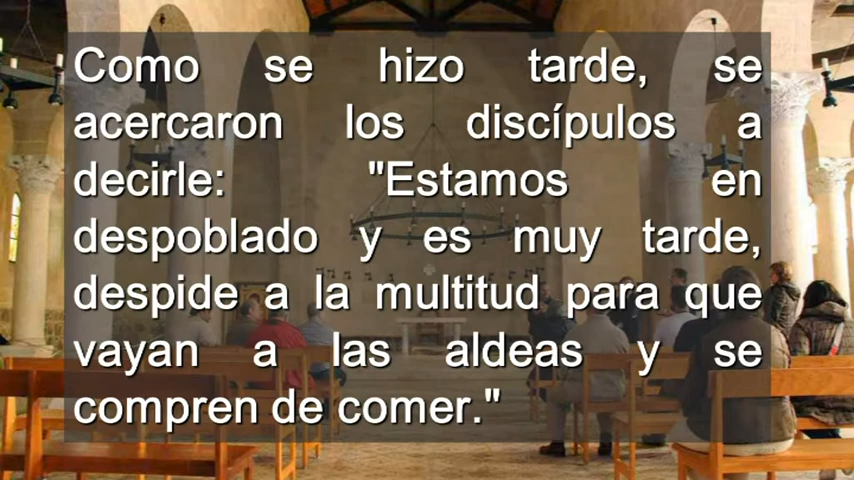 Como se hizo tarde, se
acercaron los discípulos a
decirle: "Estamos en
despoblado y es muy tarde,
despide a la multitud para que
vayan a las aldeas y se
compren de comer."